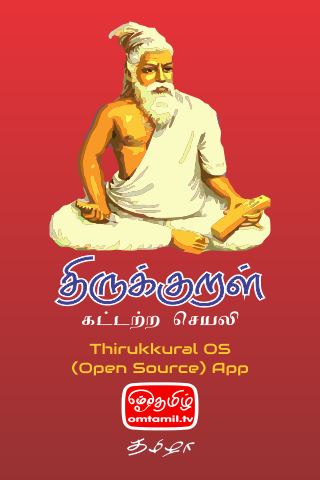 திருக்குறள்
கட்டற்ற செயலி
Thirukkural OS
(Open Source) App
ஓம்தமிழ்
omtamil.tv